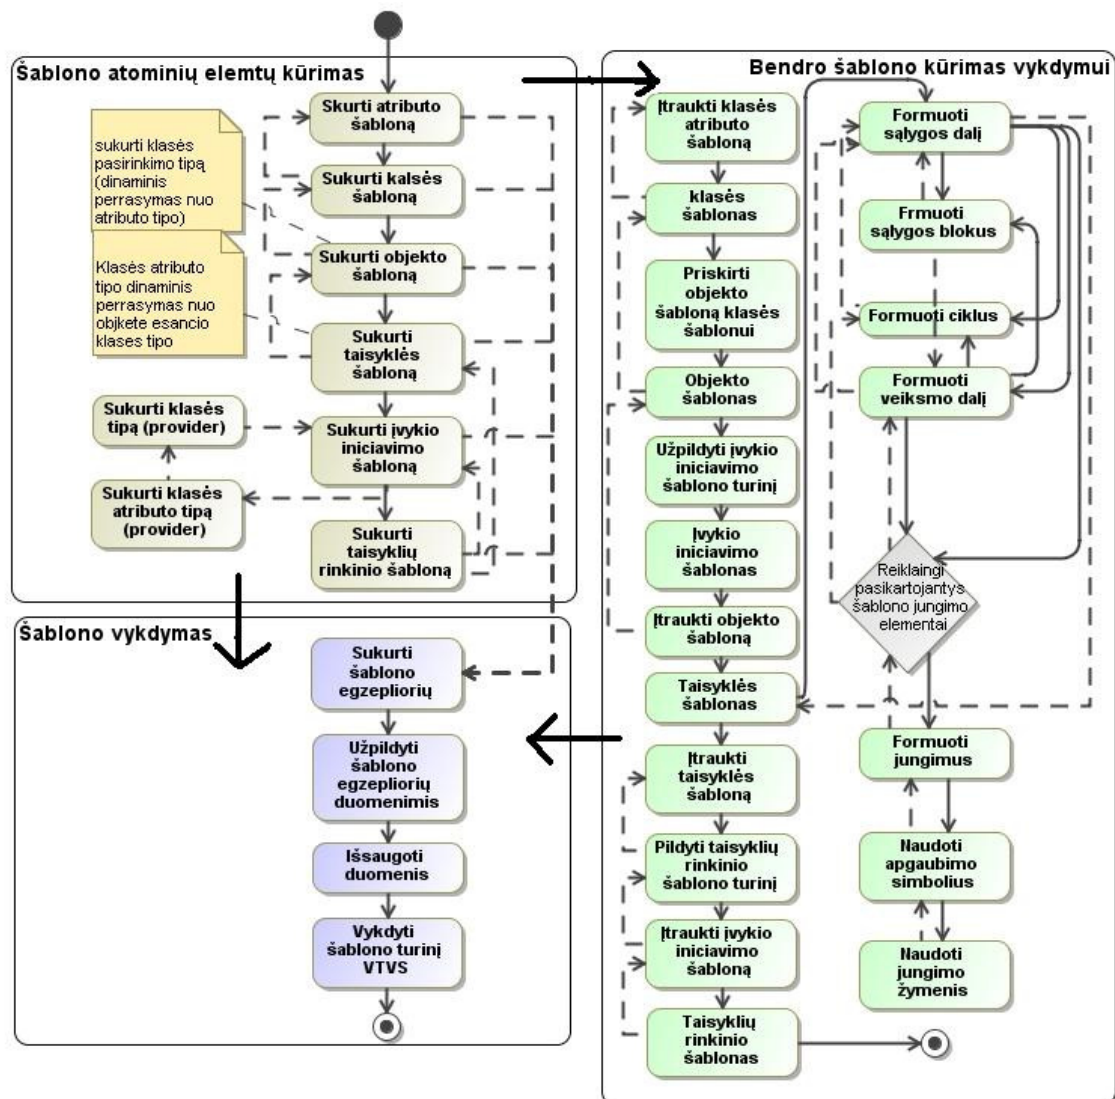 Šablono atominių elemtų kūrimas
Skurti atributo
šabloną
sukurti klasės
pasirinkimo tipą
(dinaminis
perrasymas nuo
atributo tipo)
Sukurti kalsės
šabloną
Sukurti objekto
šabloną
Klasės atributo
tipo dinaminis
perrasymas nuo
objkete esancio
klases tipo
Sukurti
taisyklės
šabloną
Sukurti klasės
tipą (provider)
Sukurti įvykio
iniciavimo
šabloną
Sukurti klasės
atributo tipą
(provider)
Sukurti
taisyklių
rinkinio šabloną
Šablono vykdymas
Sukurti
šablono
egzepliorių
Užpildyti
šablono
egzepliorių
duomenimis
Išsaugoti
duomenis
Vykdyti
šablono turinį
VTVS
Bendro šablono kūrimas vykdymui
Įtraukti klasės
atributo
šabloną
klasės
šablonas
Priskirti
objekto
šabloną klasės
šablonui
Objekto
šablonas
Užpildyti įvykio
iniciavimo
šablono turinį
Įvykio
iniciavimo
šablonas
Įtraukti objekto
šabloną
Taisyklės
šablonas
Įtraukti
taisyklės
šabloną
Pildyti taisyklių
rinkinio
šablono turinį
Įtraukti įvykio
iniciavimo
šabloną
Taisyklių
rinkinio
šablonas
Formuoti
sąlygos dalį
Frmuoti
sąlygos blokus
Formuoti ciklus
Formuoti
veiksmo dalį
Reiklaingi
pasikartojantys
šablono jungimo
elementai
Formuoti
jungimus
Naudoti
apgaubimo
simbolius
Naudoti
jungimo
žymenis